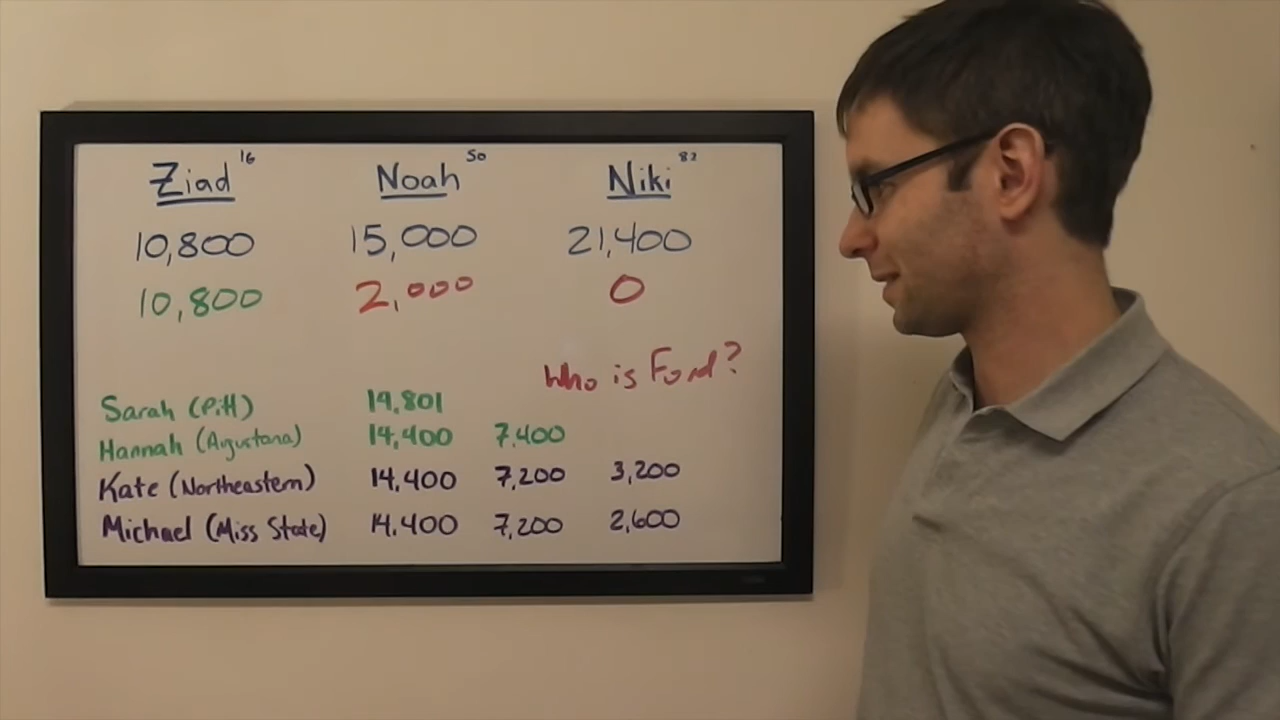 Ziad 16 Noah 50 Niki 82
10,800 15,000 21,400
10,800 2,000 0
Who is Ford?
Sarah (Pitt) 19,801
Hannah (Augustana) 14,400 7,400
Kate (Northeastern) 14,400 7,200 3,200
Michael (Miss State) 14,400 7,200 2,600